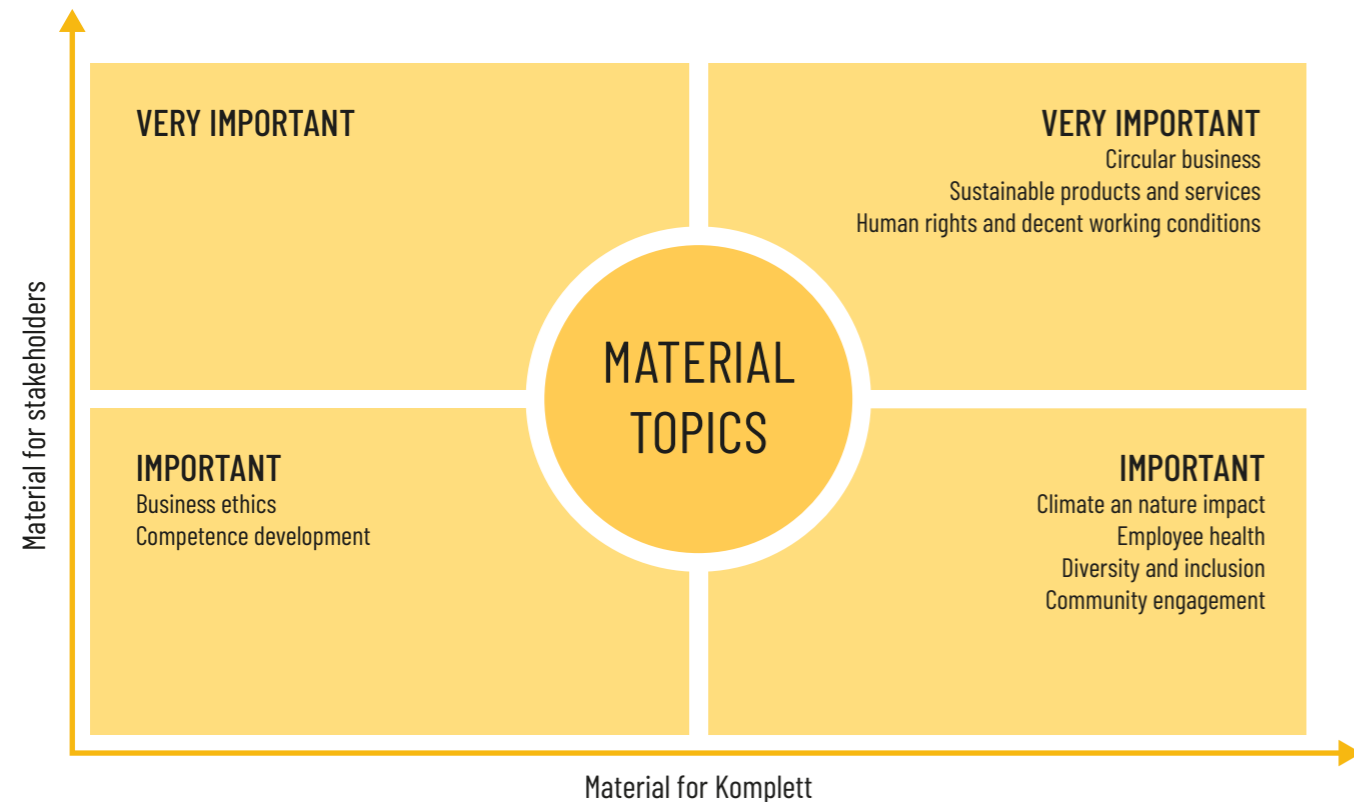 Material for stakeholders
VERY IMPORTANT
VERY IMPORTANT
Circular business
Sustainable products and services
Human rights and decent working conditions
MATERIAL
TOPICS
IMPORTANT
Business ethics
Competence development
IMPORTANT
Climate an nature impact
Employee health
Diversity and inclusion
Community engagement
Material for Komplett